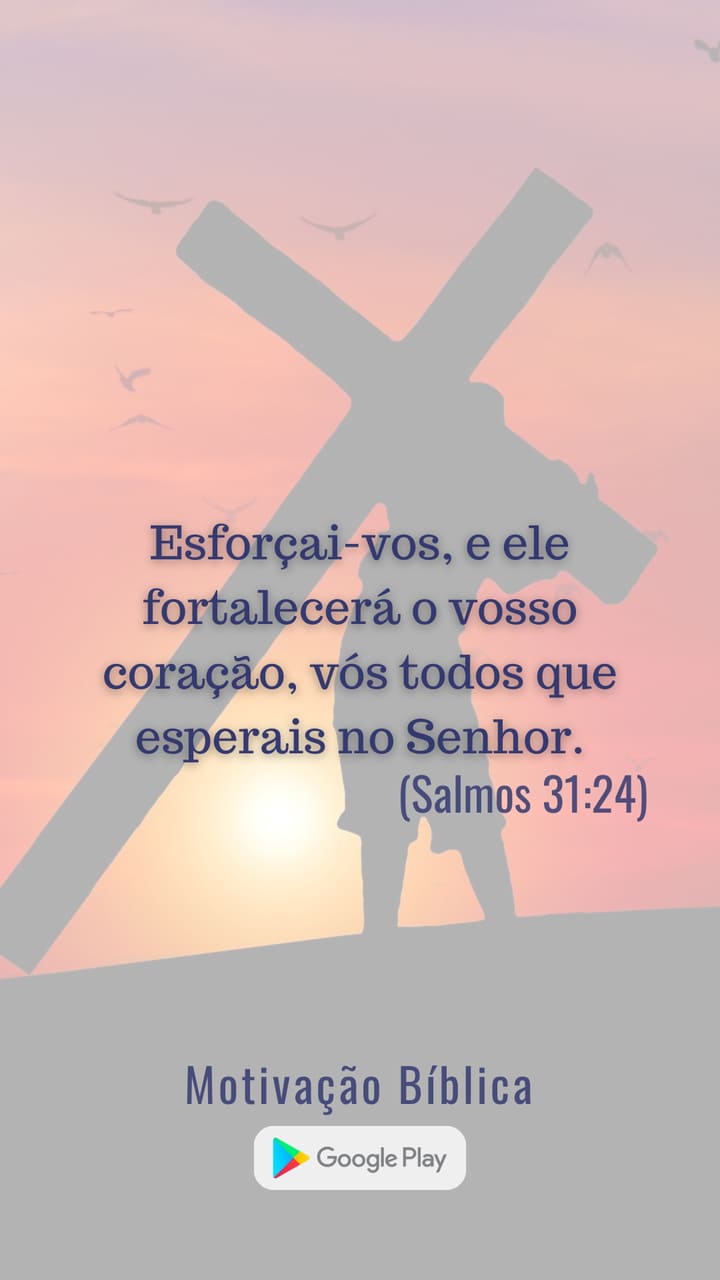 Esforçai-vos, e ele
fortalecerá o vosso
coração, vós todos que
esperais no Senhor.
(Salmos 31:24)
Motivação Bíblica
Google Play